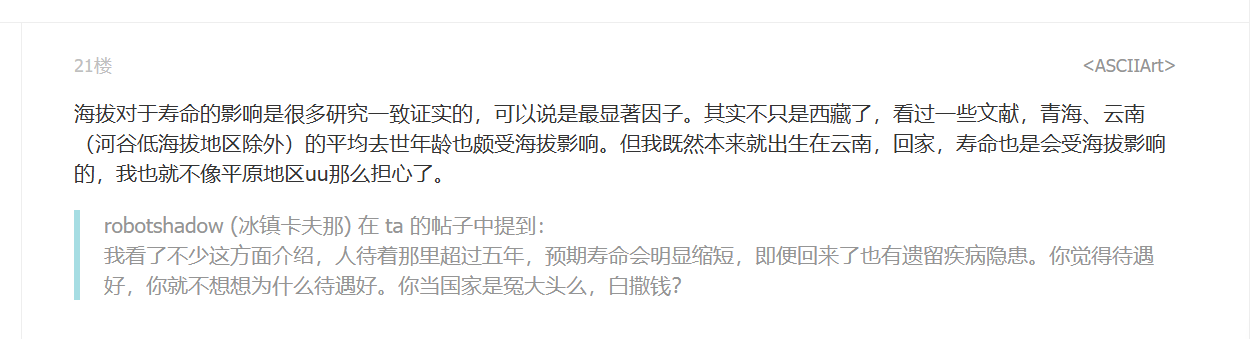 21楼
<ASCIIArt>
海拔对于寿命的影响是很多研究一致证实的，可以说是最显著因子。其实不只是西藏了，看过一些文献，青海、云南
（河谷低海拔地区除外）的平均去世年龄也颇受海拔影响。但我既然本来就出生在云南，回家，寿命也是会受海拔影响
的，我也就不像平原地区uu那么担心了。
robotshadow (冰镇卡夫那) 在 ta 的帖子中提到：
我看了不少这方面介绍，人待着那里超过五年，预期寿命会明显缩短，即便回来了也有遗留疾病隐患。你觉得待遇
好，你就不想想为什么待遇好。你当国家是冤大头么，白撒钱？